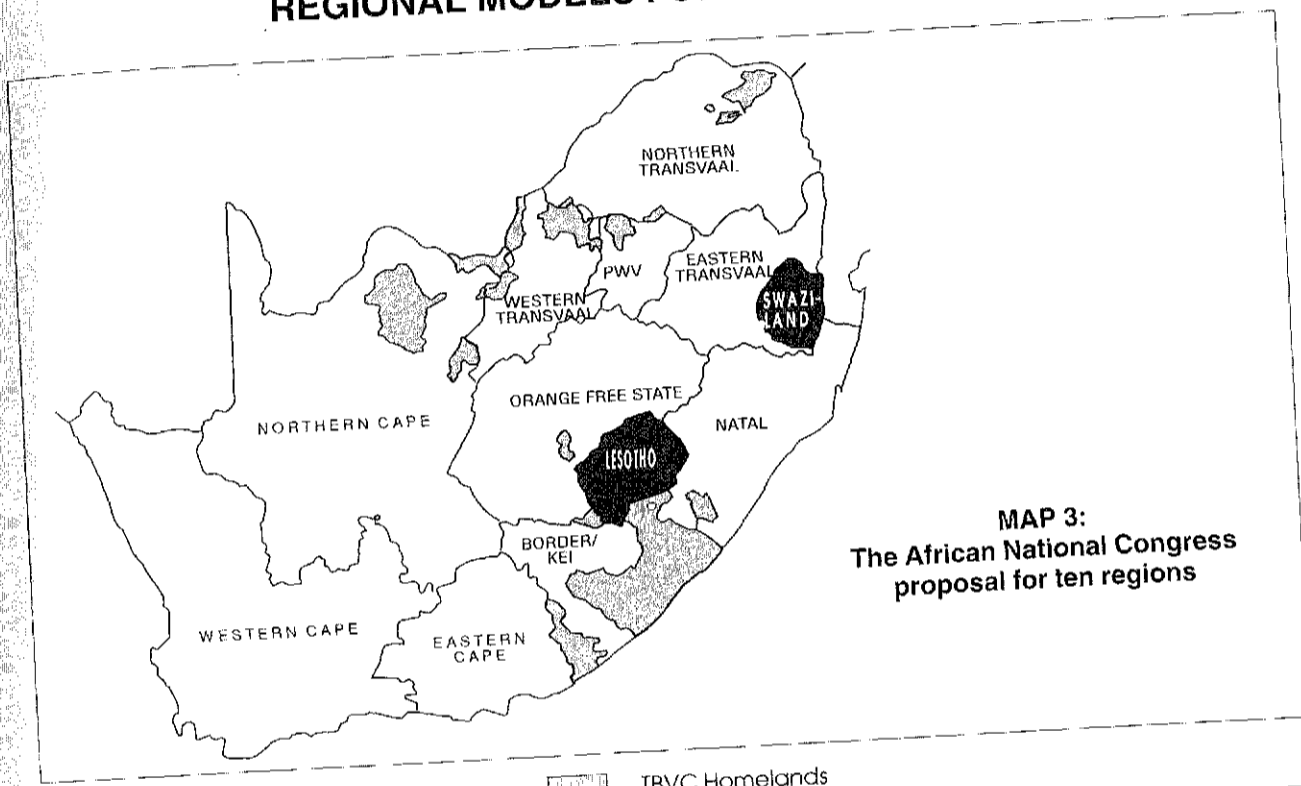 REGIONAL MODELS
NORTHERN
TRANSVAAL
EASTERN
TRANSVAAL
PWV
SWAZI-
LAND
WESTERN
TRANSVAAL
ORANGE FREE STATE
NORTHERN CAPE
NATAL
LESOTHO
MAP 3:
The African National Congress
proposal for ten regions
BORDER/
KEI
WESTERN CAPE
EASTERN
CAPE
TBVC Homelands